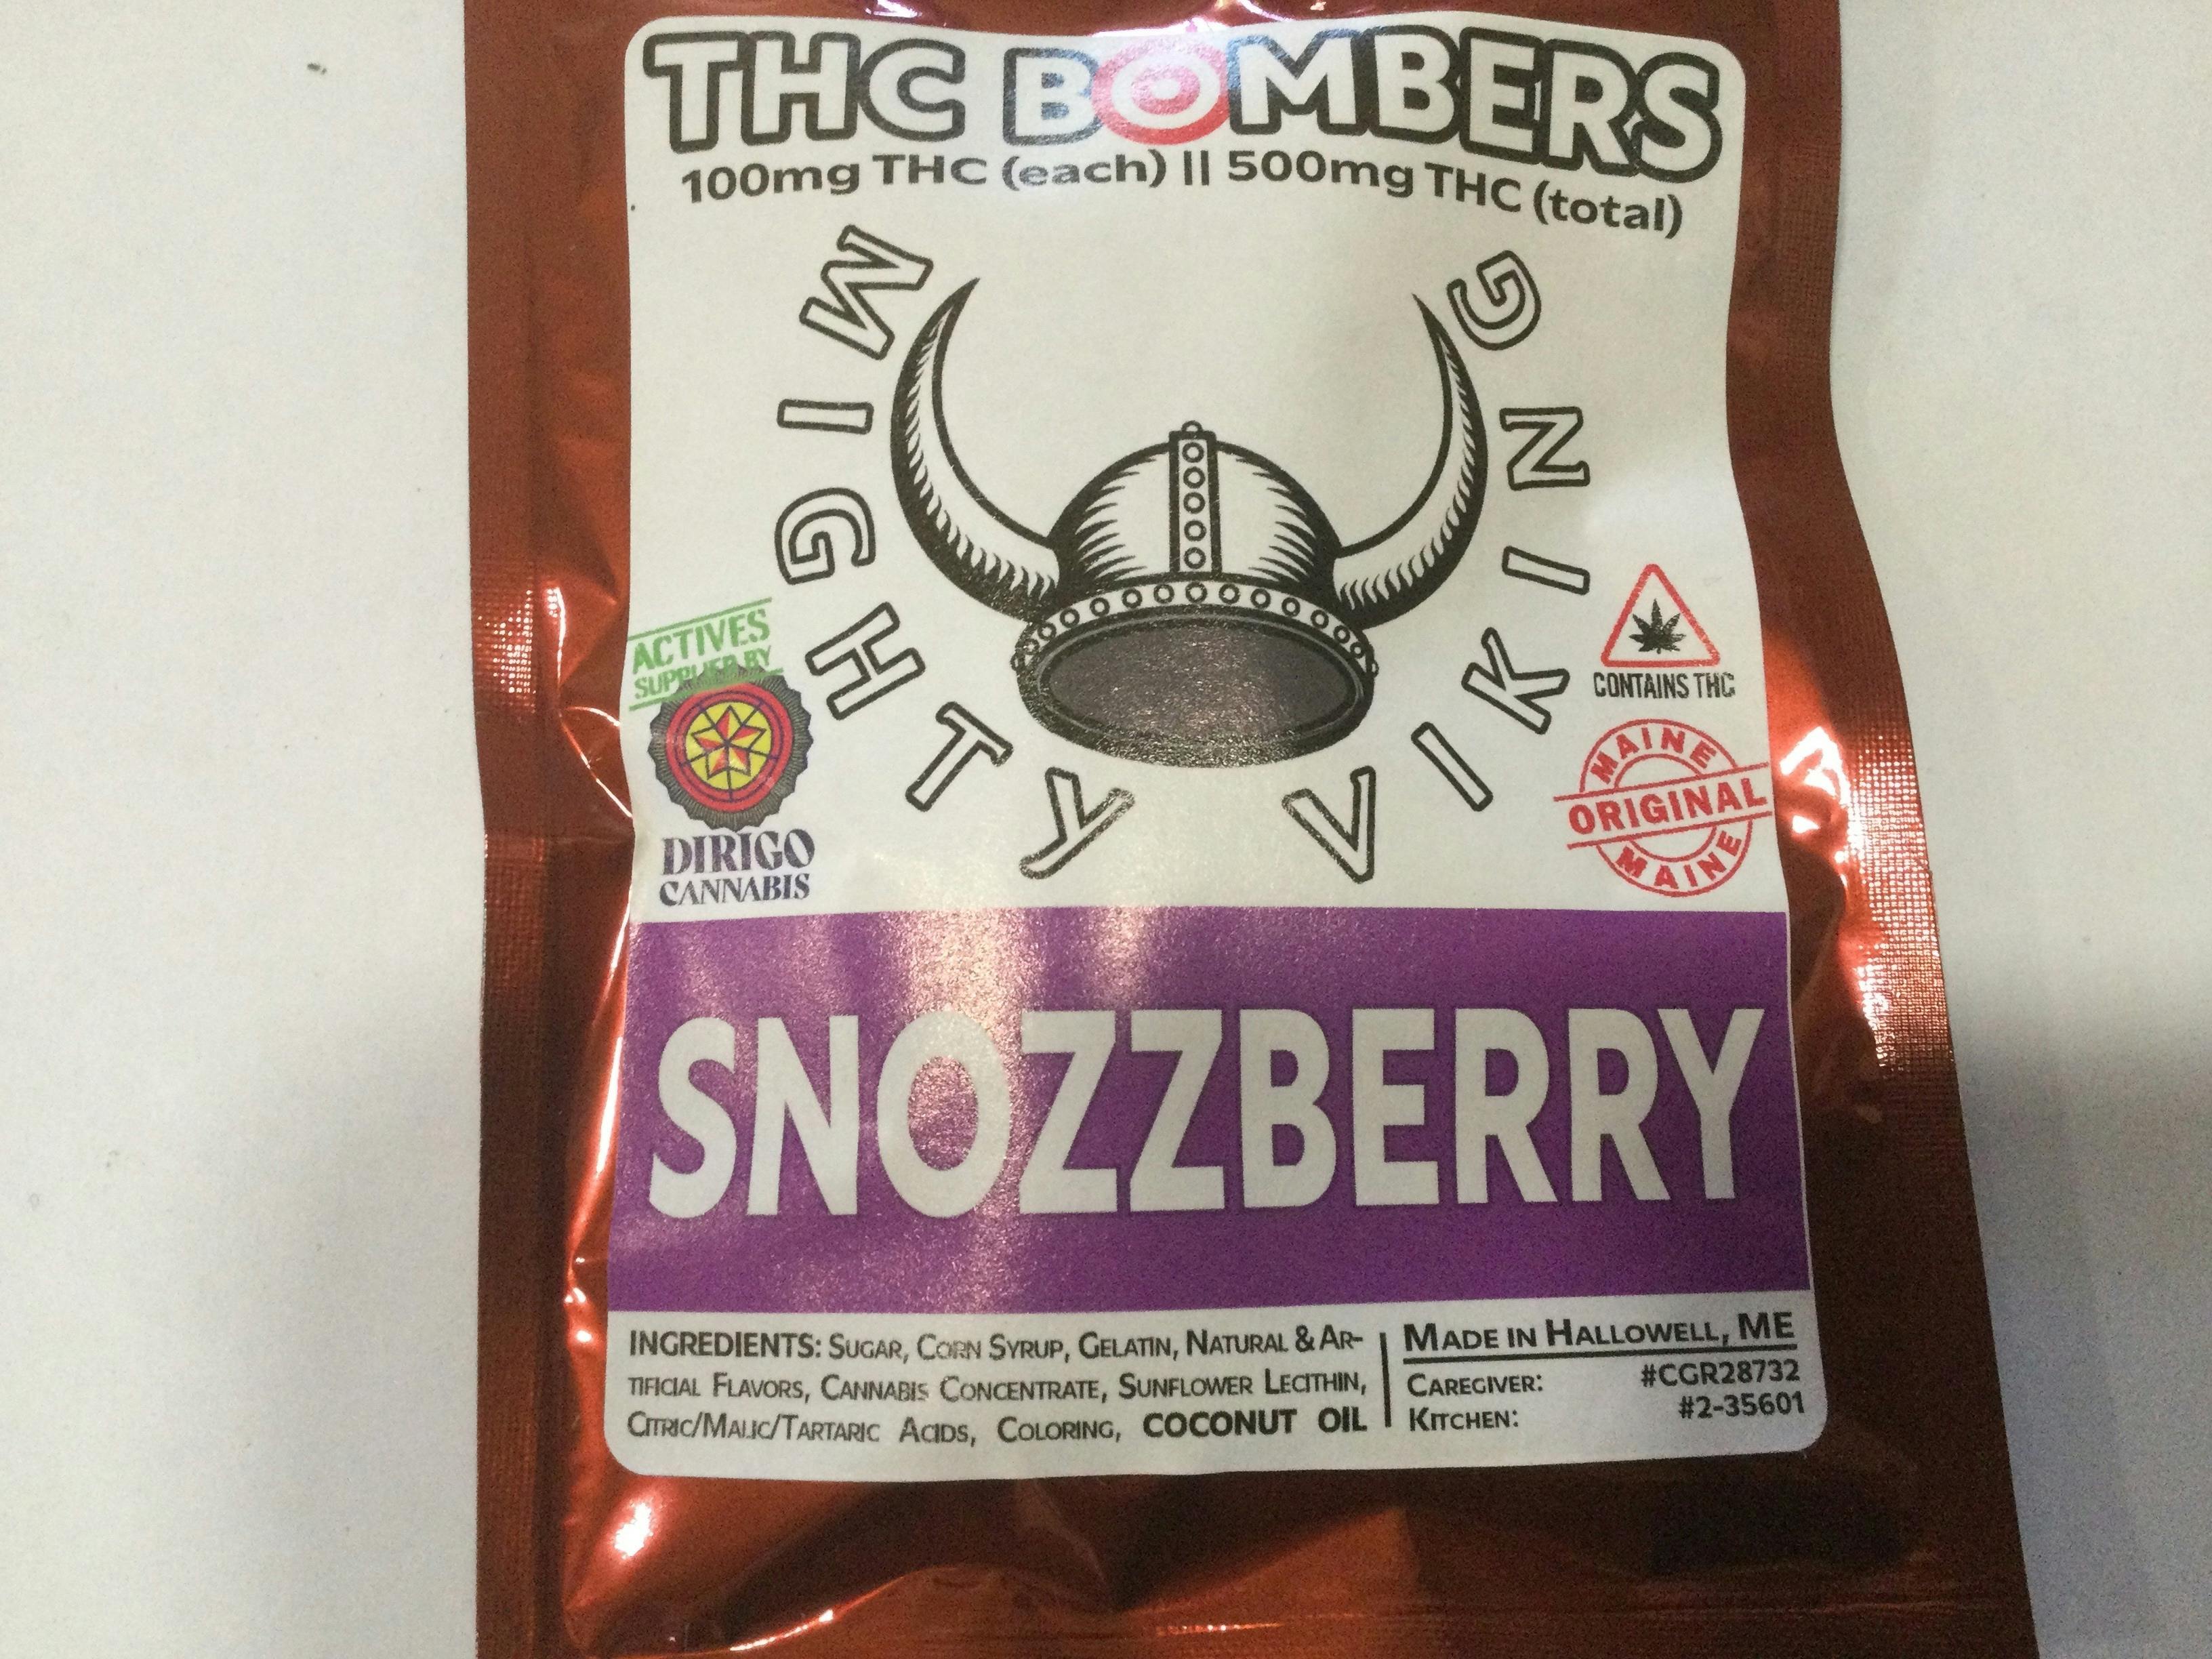 THC BOMBERS
100mg THC (each) || 500mg THC (total)
MIGHTY VIKING
ACTIVES
SUPPLIED BY
DIRIGO
CANNABIS
CONTAINS THC
MAINE
ORIGINAL
MAINE
SNOZZBERRY
INGREDIENTS: SUGAR, CORN SYRUP, GELATIN, NATURAL & AR-
TIFICIAL FLAVORS, CANNABIS CONCENTRATE, SUNFLOWER LECITHIN,
CITRIC/MALIC/TARTARIC ACIDS, COLORING, COCONUT OIL
MADE IN HALLOWELL, ME
CAREGIVER: #CGR28732
KITCHEN: #2-35601